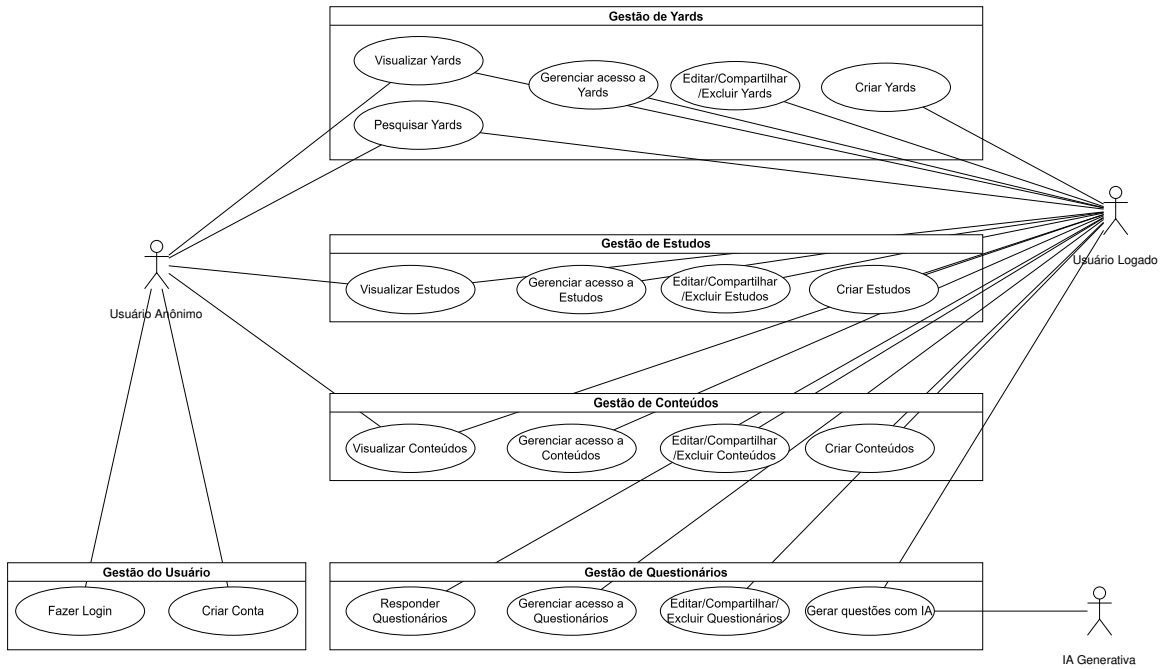 Gestão de Yards
Visualizar Yards
Gerenciar acesso a
Yards
Editar/Compartilhar
/Excluir Yards
Criar Yards
Pesquisar Yards
Usuário Logado
Usuário Anônimo
Gestão de Estudos
Visualizar Estudos
Gerenciar acesso a
Estudos
Editar/Compartilhar
/Excluir Estudos
Criar Estudos
Gestão de Conteúdos
Visualizar Conteúdos
Gerenciar acesso a
Conteúdos
Editar/Compartilhar
/Excluir Conteúdos
Criar Conteúdos
Gestão do Usuário
Fazer Login
Criar Conta
Gestão de Questionários
Responder
Questionários
Gerenciar acesso a
Questionários
Editar/Compartilhar/
Excluir Questionários
Gerar questões com IA
IA Generativa